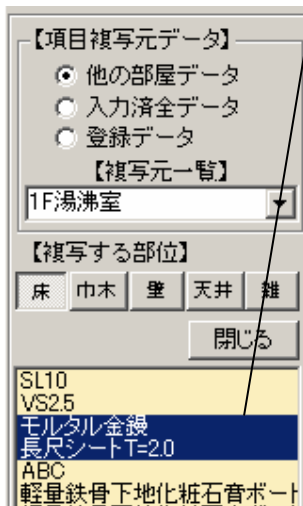 【項目複写元データ】
他の部屋データ
入力済全データ
登録データ
【複写元一覧】
1F湯沸室
【複写する部位】
床 巾木 壁 天井 雑
閉じる
SL10
VS2.5
モルタル金鏝
長尺シートT=2.0
ABC
軽量鉄骨下地化粧石膏ボード